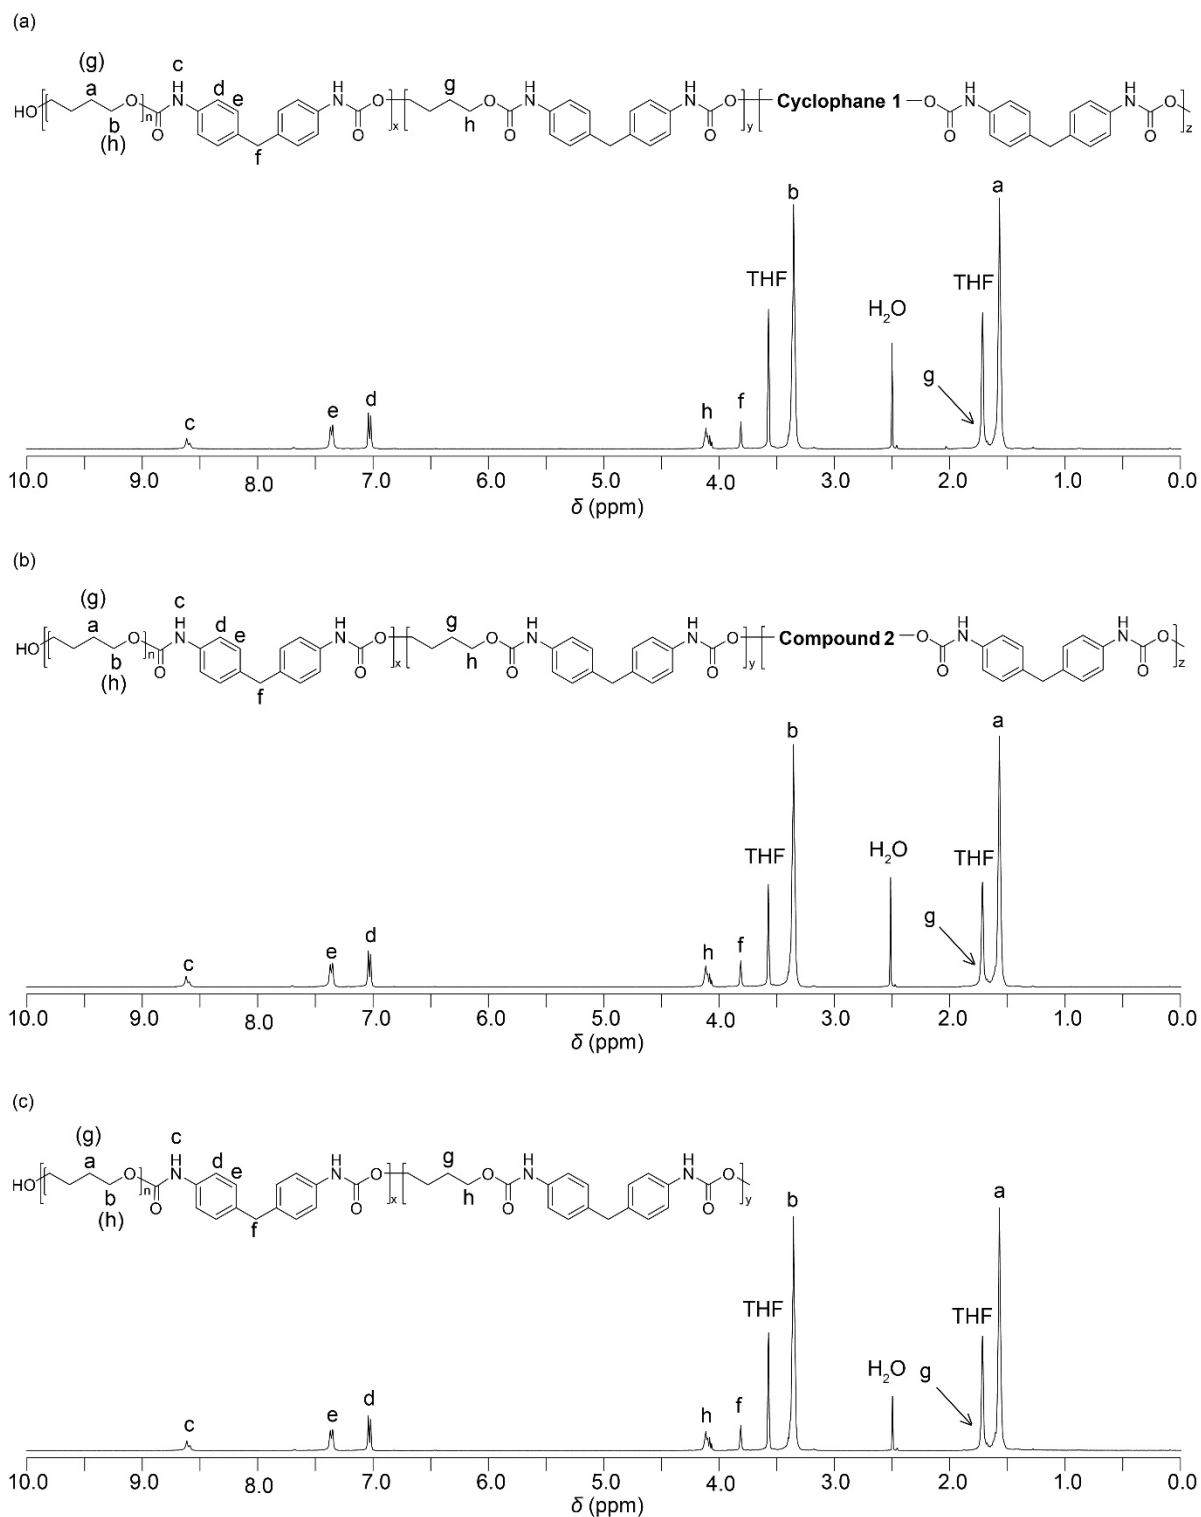 (a)
(g)
c
H
N
a
d
e
H
N
g
H
N
H
N
H
N
H
N
HO
O
n
O
O
x
O
O
O
y
Cyclophane 1
O
O
O
z
b
(h)
O
f
O
h
O
O
O
O
a
b
THF
THF
H2O
g
c
e
d
h
f
10.0 9.0 8.0 7.0 6.0 5.0 4.0 3.0 2.0 1.0 0.0
δ (ppm)
(b)
(g)
c
H
N
a
d
e
H
N
g
H
N
H
N
H
N
H
N
HO
O
n
O
x
O
O
y
Compound 2
O
O
z
b
(h)
O
f
O
h
O
O
O
O
a
b
THF
H2O
THF
g
c
e
d
h
f
10.0 9.0 8.0 7.0 6.0 5.0 4.0 3.0 2.0 1.0 0.0
δ (ppm)
(c)
(g)
c
H
N
a
d
e
H
N
g
H
N
H
N
HO
O
n
O
x
O
O
y
b
(h)
O
f
O
h
O
O
a
b
THF
THF
H2O
g
c
e
d
h
f
10.0 9.0 8.0 7.0 6.0 5.0 4.0 3.0 2.0 1.0 0.0
δ (ppm)